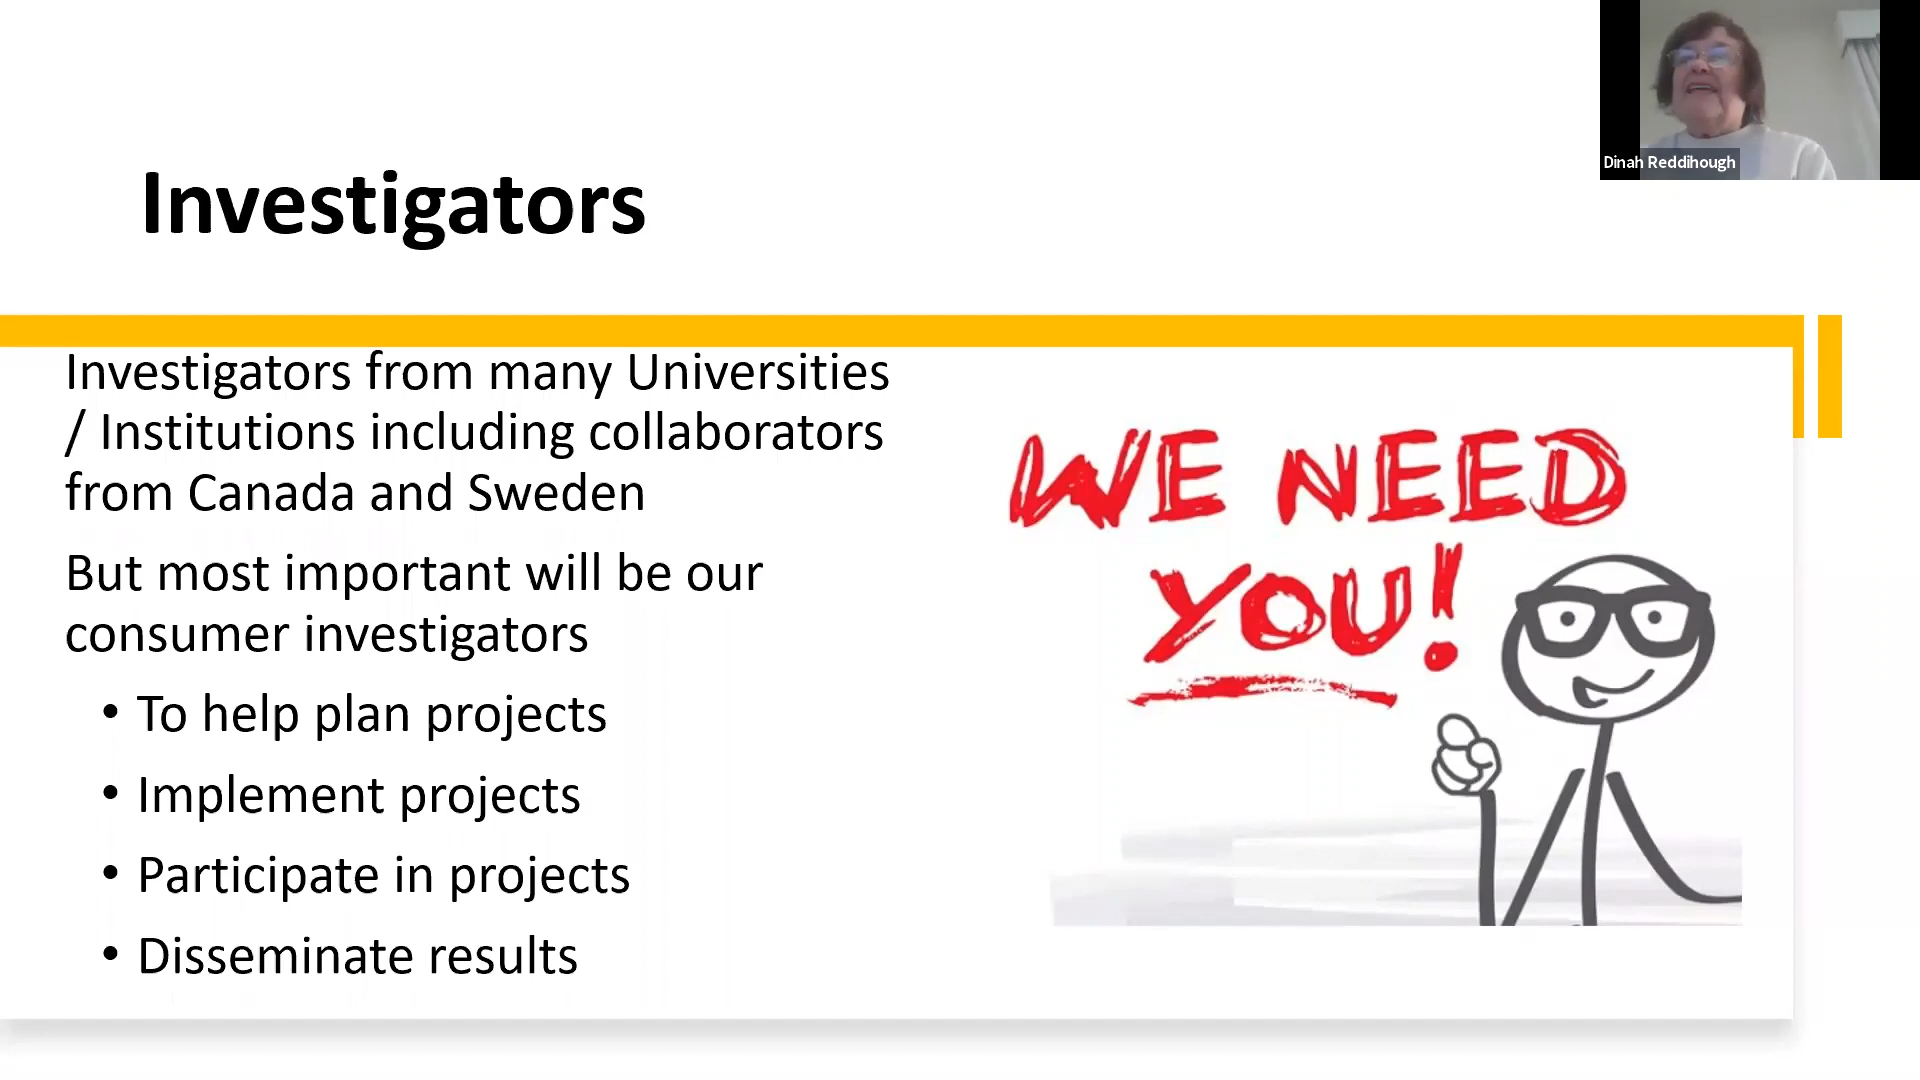 Dinah Reddihough
Investigators
Investigators from many Universities
/ Institutions including collaborators
from Canada and Sweden
But most important will be our
consumer investigators
• To help plan projects
• Implement projects
• Participate in projects
• Disseminate results
WE NEED
YOU!